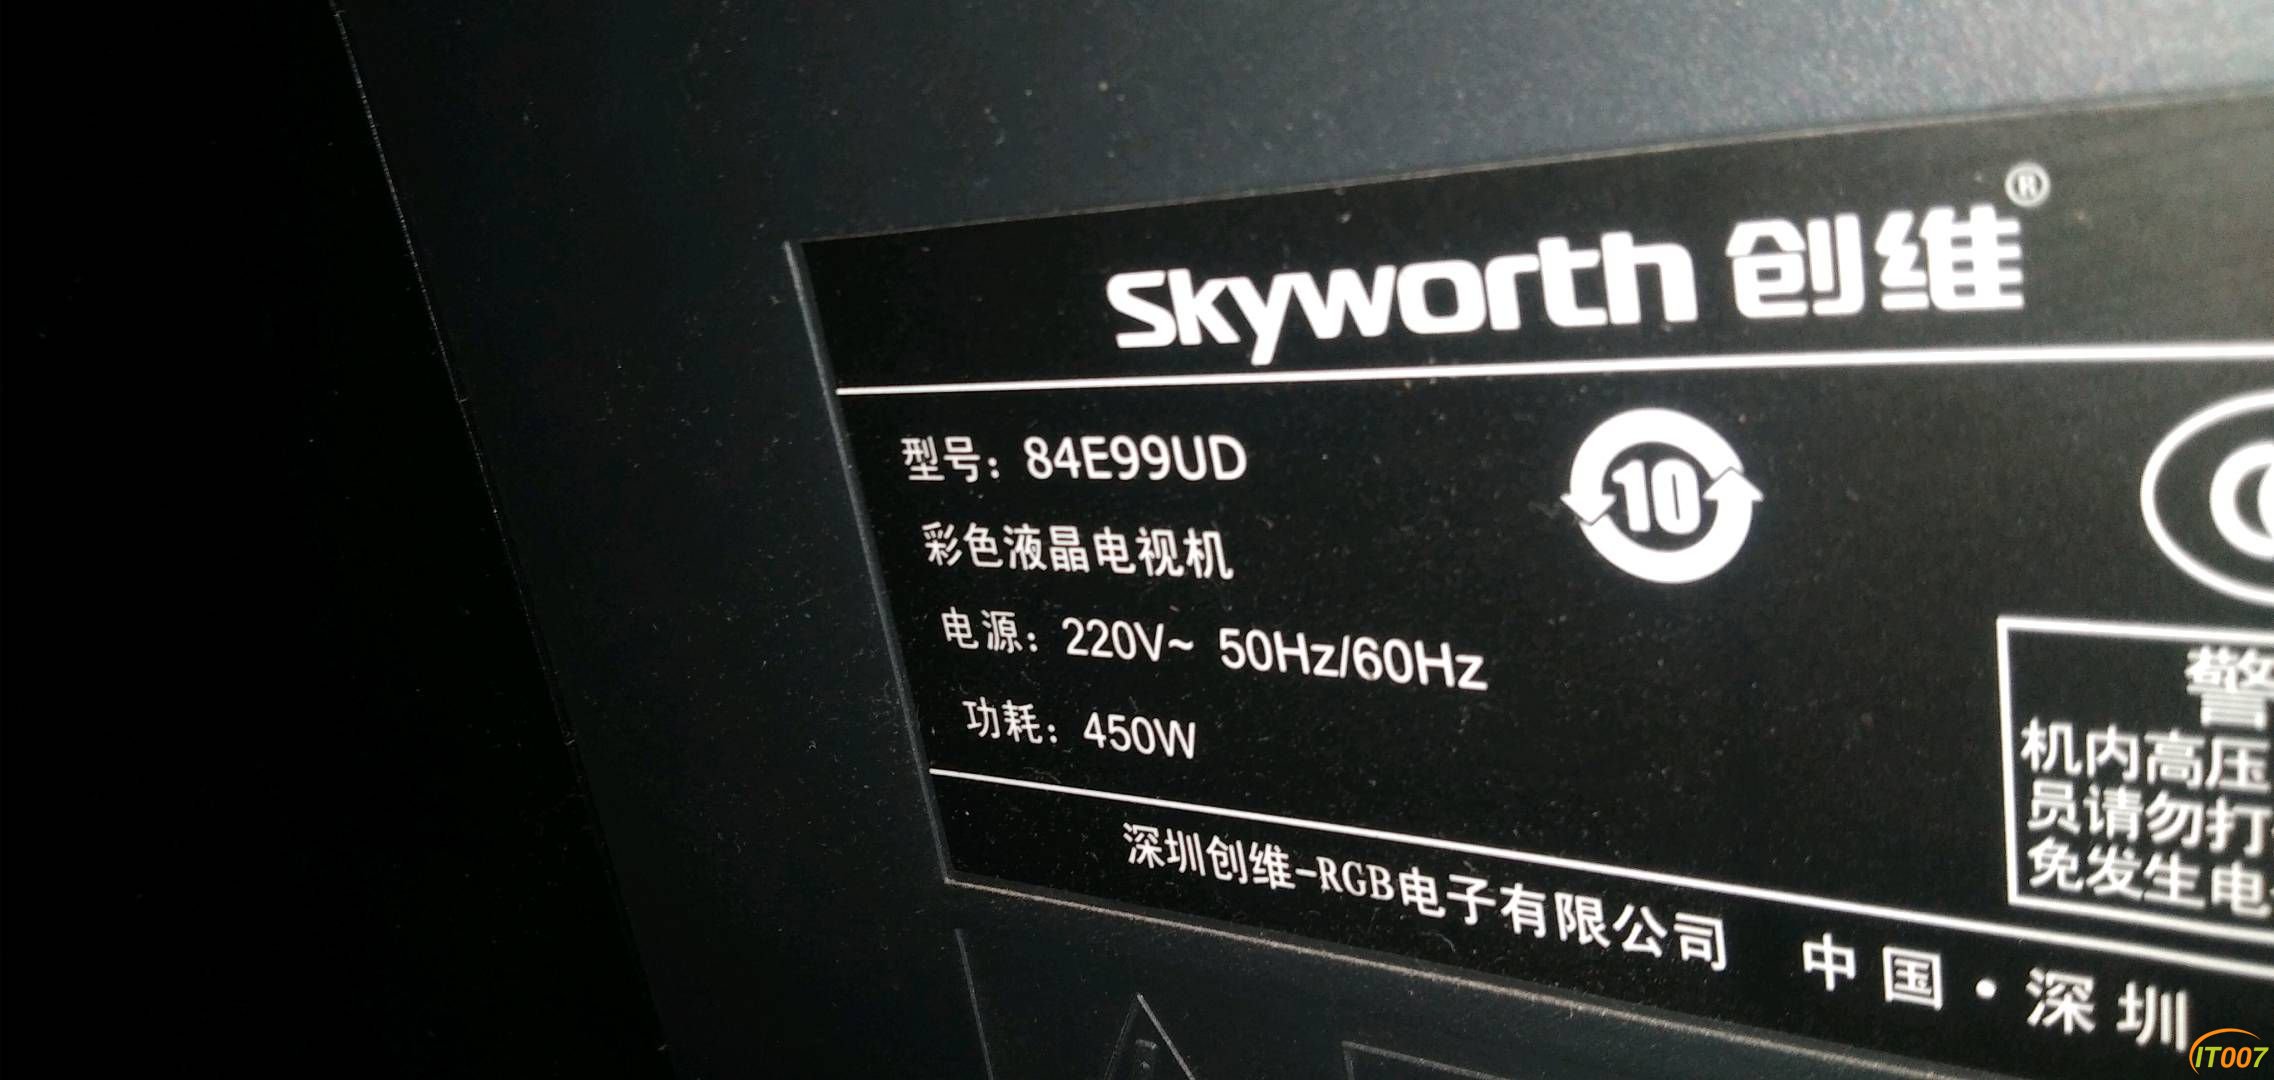 Skyworth 创维®
型号：84E99UD
10
彩色液晶电视机
电源：220V~ 50Hz/60Hz
功耗：450W
警
机内高压
员请勿打
免发生电
深圳创维-RGB电子有限公司 中国·深圳
IT007